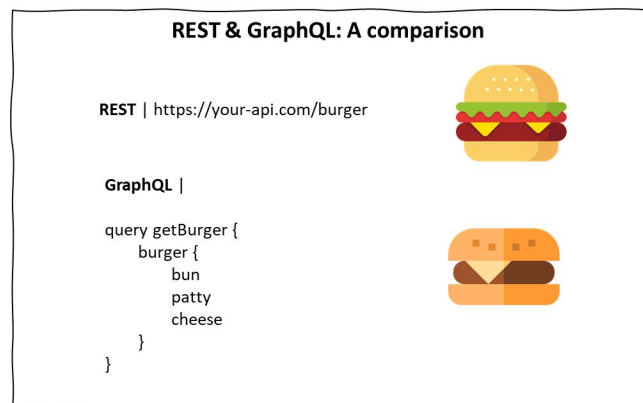 REST & GraphQL: A comparison
REST | https://your-api.com/burger
GraphQL |
query getBurger {
burger {
bun
patty
cheese
}
}